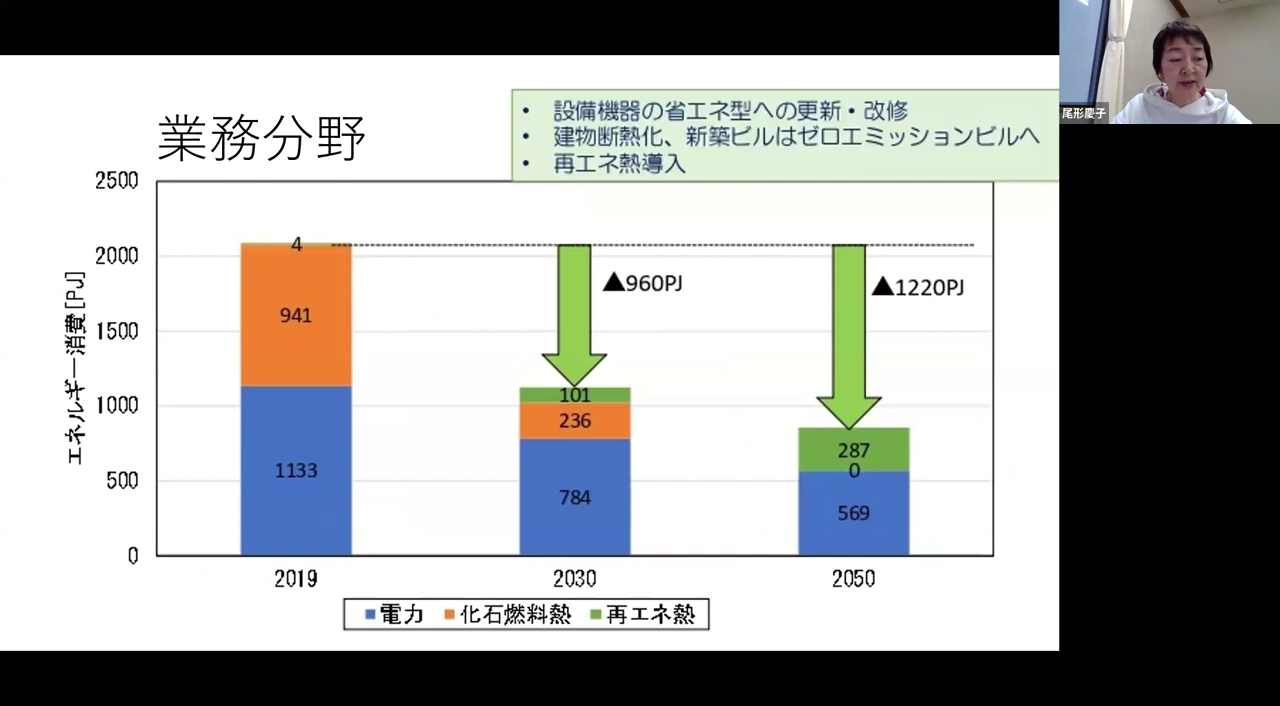 業務分野
• 設備機器の省エネ型への更新・改修
• 建物断熱化、新築ビルはゼロエミッションビルへ
• 再エネ熱導入
尾形慶子
エネルギー消費[PJ]
2500
2000
1500
1000
500
0
4
941
1133
▲960PJ
101
236
784
▲1220PJ
287
0
569
2019
2030
2050
電力
化石燃料熱
再エネ熱